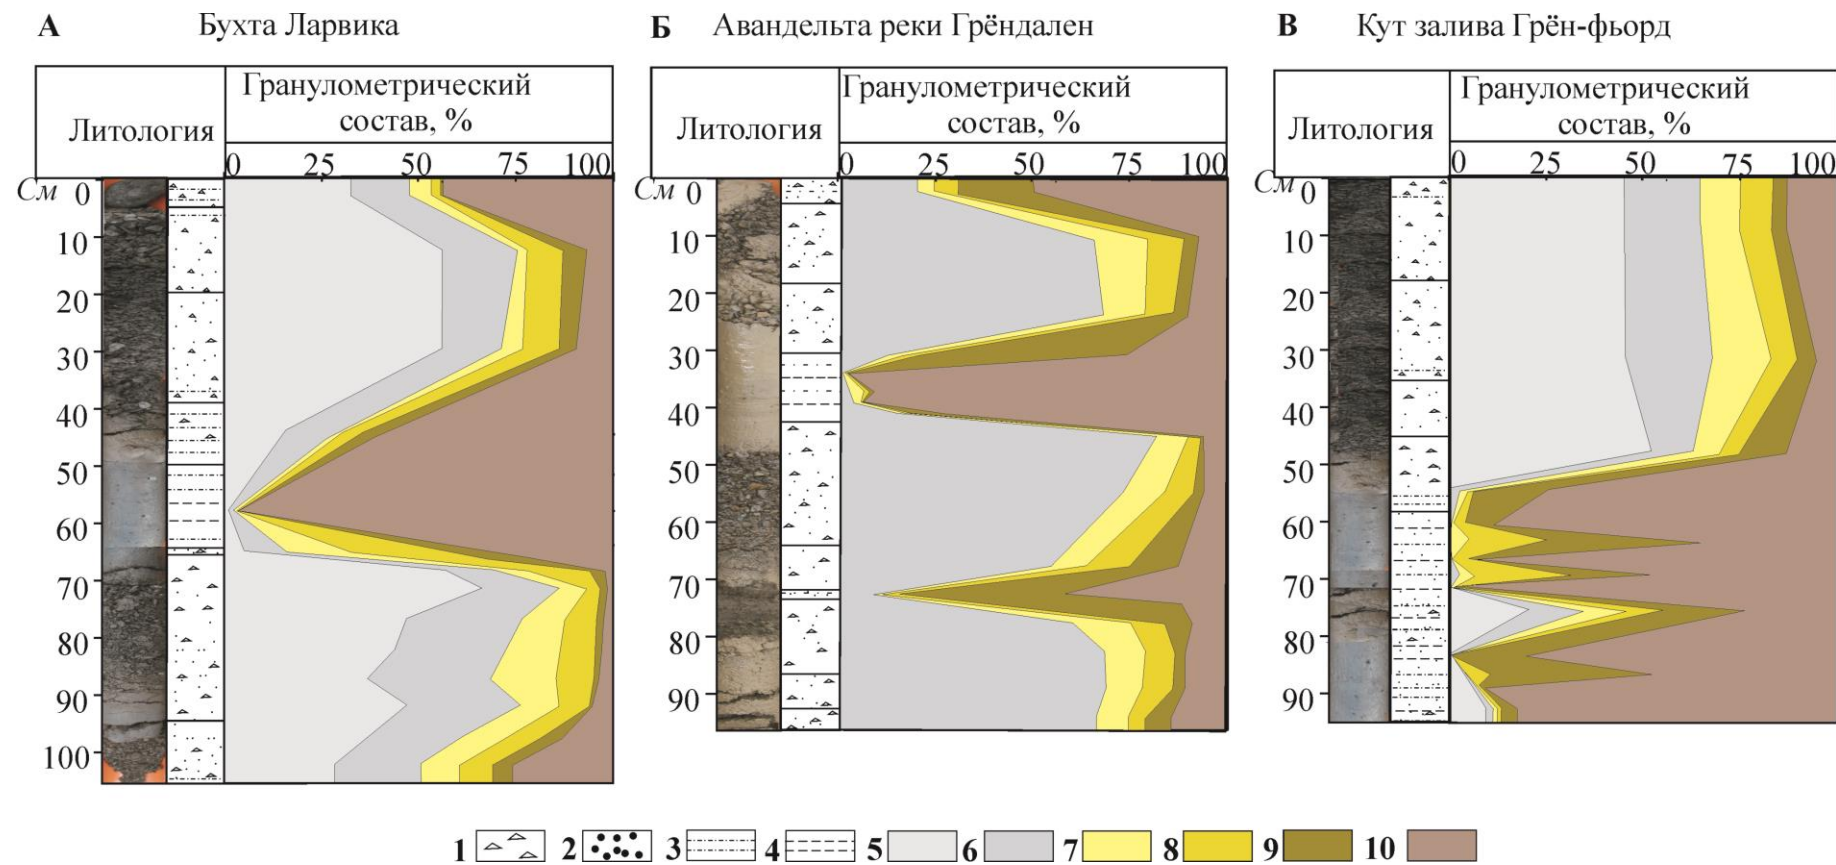 А Бухта Ларвика
Литология
Гранулометрический
состав, %
0 25 50 75 100
См 0
10
20
30
40
50
60
70
80
90
100
Б Авандельта реки Грёндален
Литология
Гранулометрический
состав, %
0 25 50 75 100
См 0
10
20
30
40
50
60
70
80
90
В Кут залива Грён-фьорд
Литология
Гранулометрический
состав, %
0 25 50 75 100
См 0
10
20
30
40
50
60
70
80
90
1 2 3 4 5 6 7 8 9 10